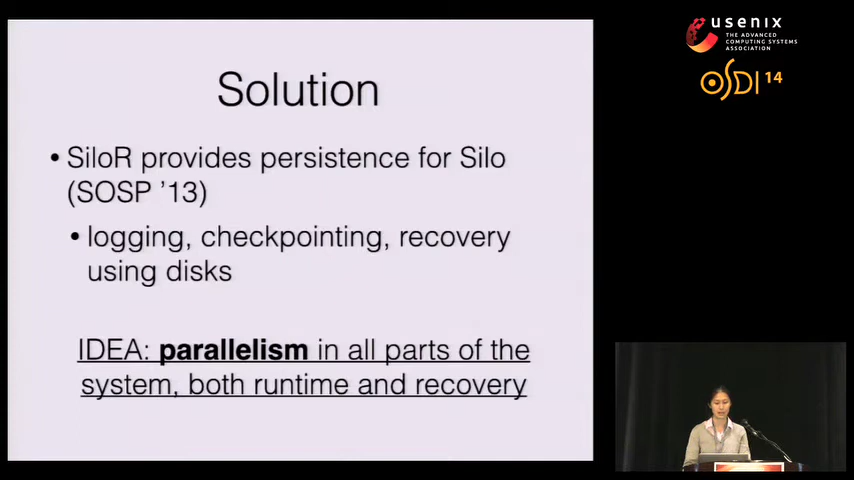 usenix
THE ADVANCED
COMPUTING SYSTEMS
ASSOCIATION
OSDI 14
Solution
• SiloR provides persistence for Silo
(SOSP ’13)
• logging, checkpointing, recovery
using disks
IDEA: parallelism in all parts of the
system, both runtime and recovery